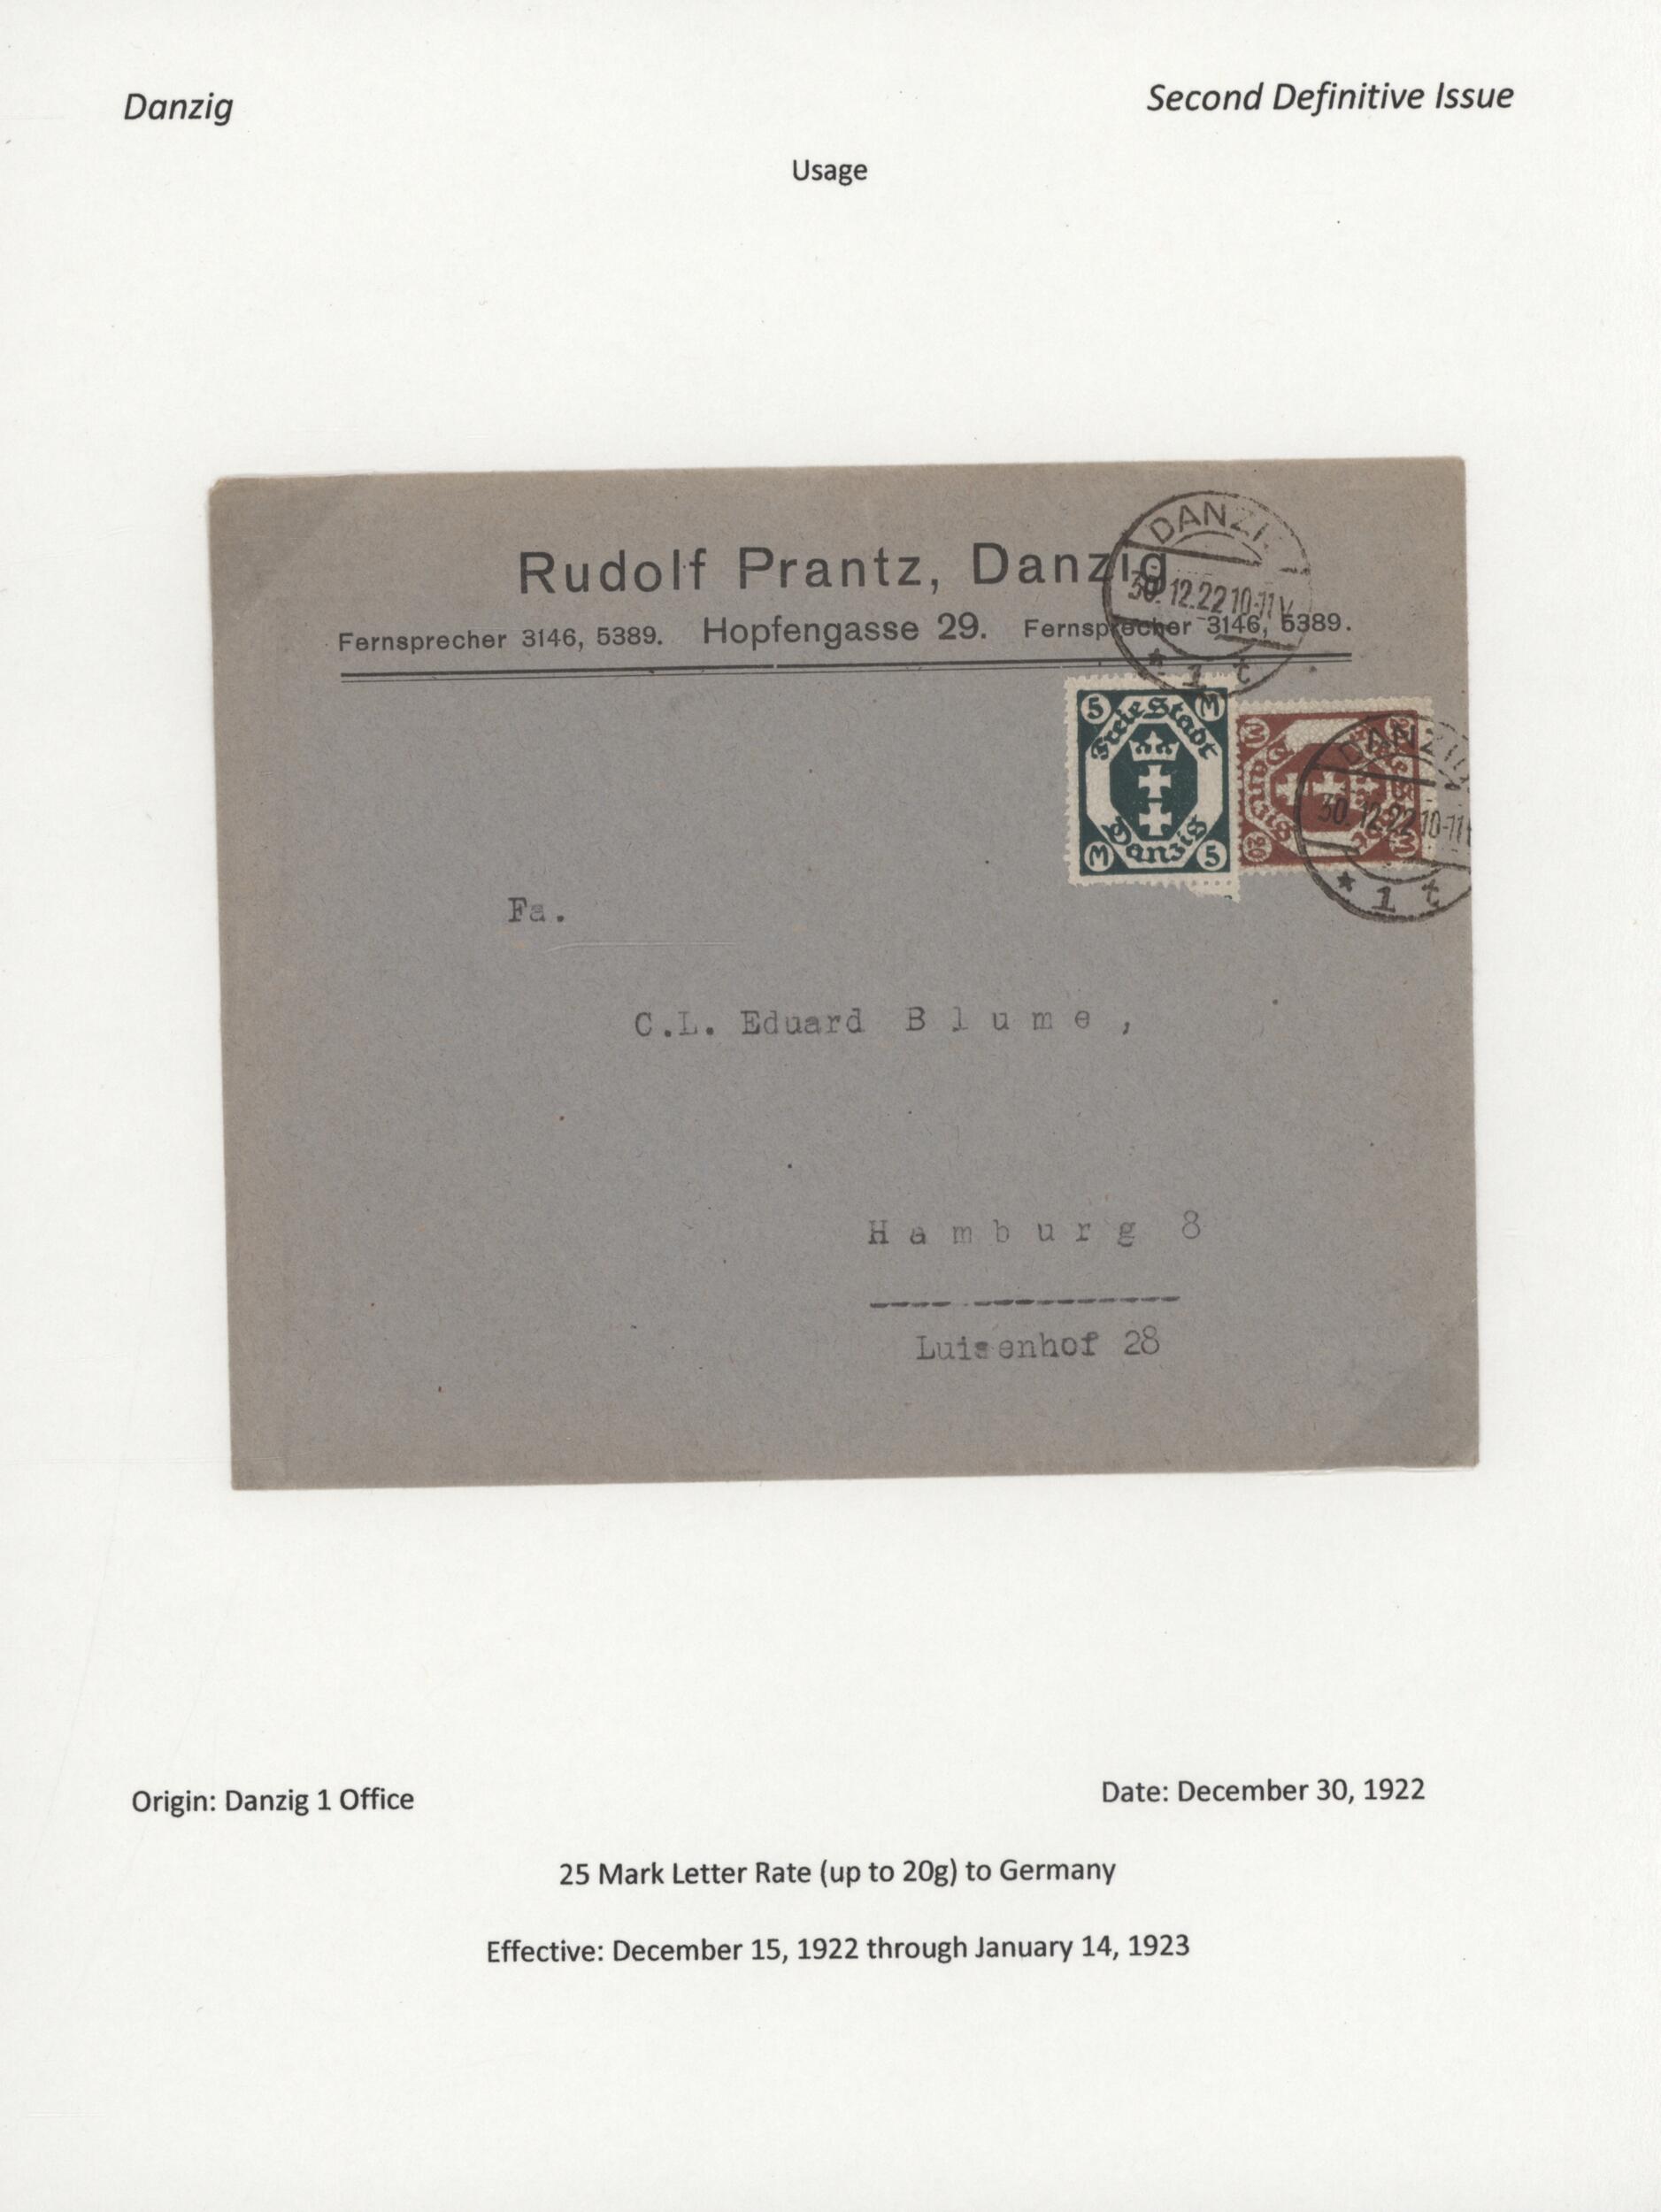 Danzig
Second Definitive Issue
Usage
Rudolf Prantz, Danzig
Fernsprecher 3146, 5389. Hopfengasse 29. Fernsprecher 3146, 5389.
DANZI
30.12.22 10-11 V
* 1 t
5 M
Freie Stadt
Danzig
M 5
M 20
Danzig
20 M
DANZIG
30.12.22 10-11
* 1 t
Fa.
C.L. Eduard B l u m e ,
H a m b u r g 8
Luisenhof 28
Origin: Danzig 1 Office
Date: December 30, 1922
25 Mark Letter Rate (up to 20g) to Germany
Effective: December 15, 1922 through January 14, 1923